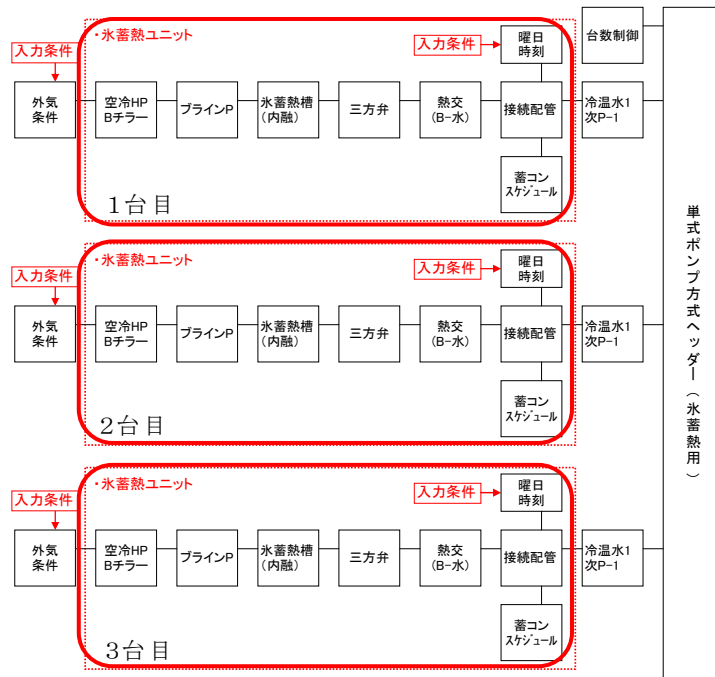 台数制御
入力条件
・氷蓄熱ユニット
入力条件
曜日
時刻
外気
条件
空冷HP
Bチラー
ブラインP
氷蓄熱槽
(内融)
三方弁
熱交
(B-水)
接続配管
冷温水1
次P-1
蓄コン
スケジュール
1台目
入力条件
・氷蓄熱ユニット
入力条件
曜日
時刻
外気
条件
空冷HP
Bチラー
ブラインP
氷蓄熱槽
(内融)
三方弁
熱交
(B-水)
接続配管
冷温水1
次P-1
蓄コン
スケジュール
2台目
入力条件
・氷蓄熱ユニット
入力条件
曜日
時刻
外気
条件
空冷HP
Bチラー
ブラインP
氷蓄熱槽
(内融)
三方弁
熱交
(B-水)
接続配管
冷温水1
次P-1
蓄コン
スケジュール
3台目
単式ポンプ方式ヘッダー(氷蓄熱用)